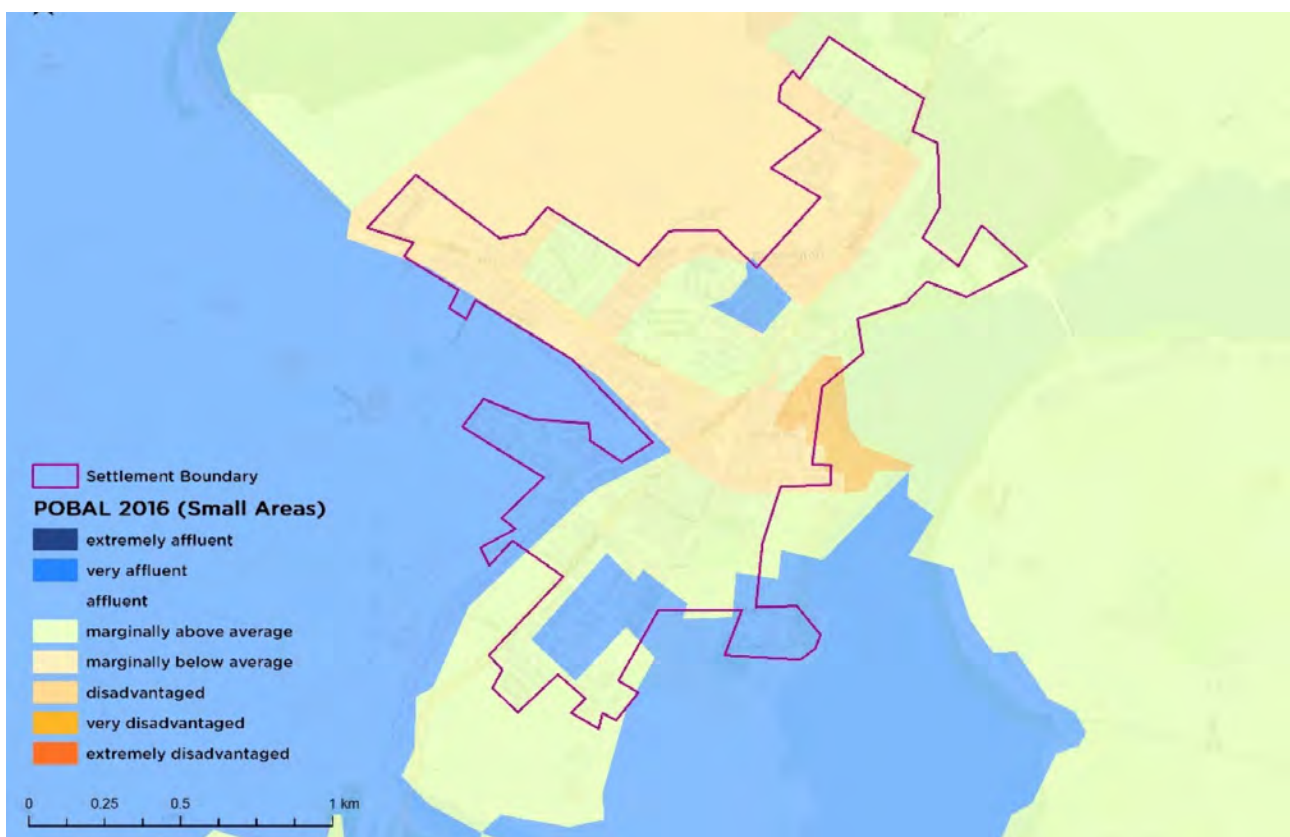 Settlement Boundary
POBAL 2016 (Small Areas)
extremely affluent
very affluent
affluent
marginally above average
marginally below average
disadvantaged
very disadvantaged
extremely disadvantaged
0 0.25 0.5 1 km